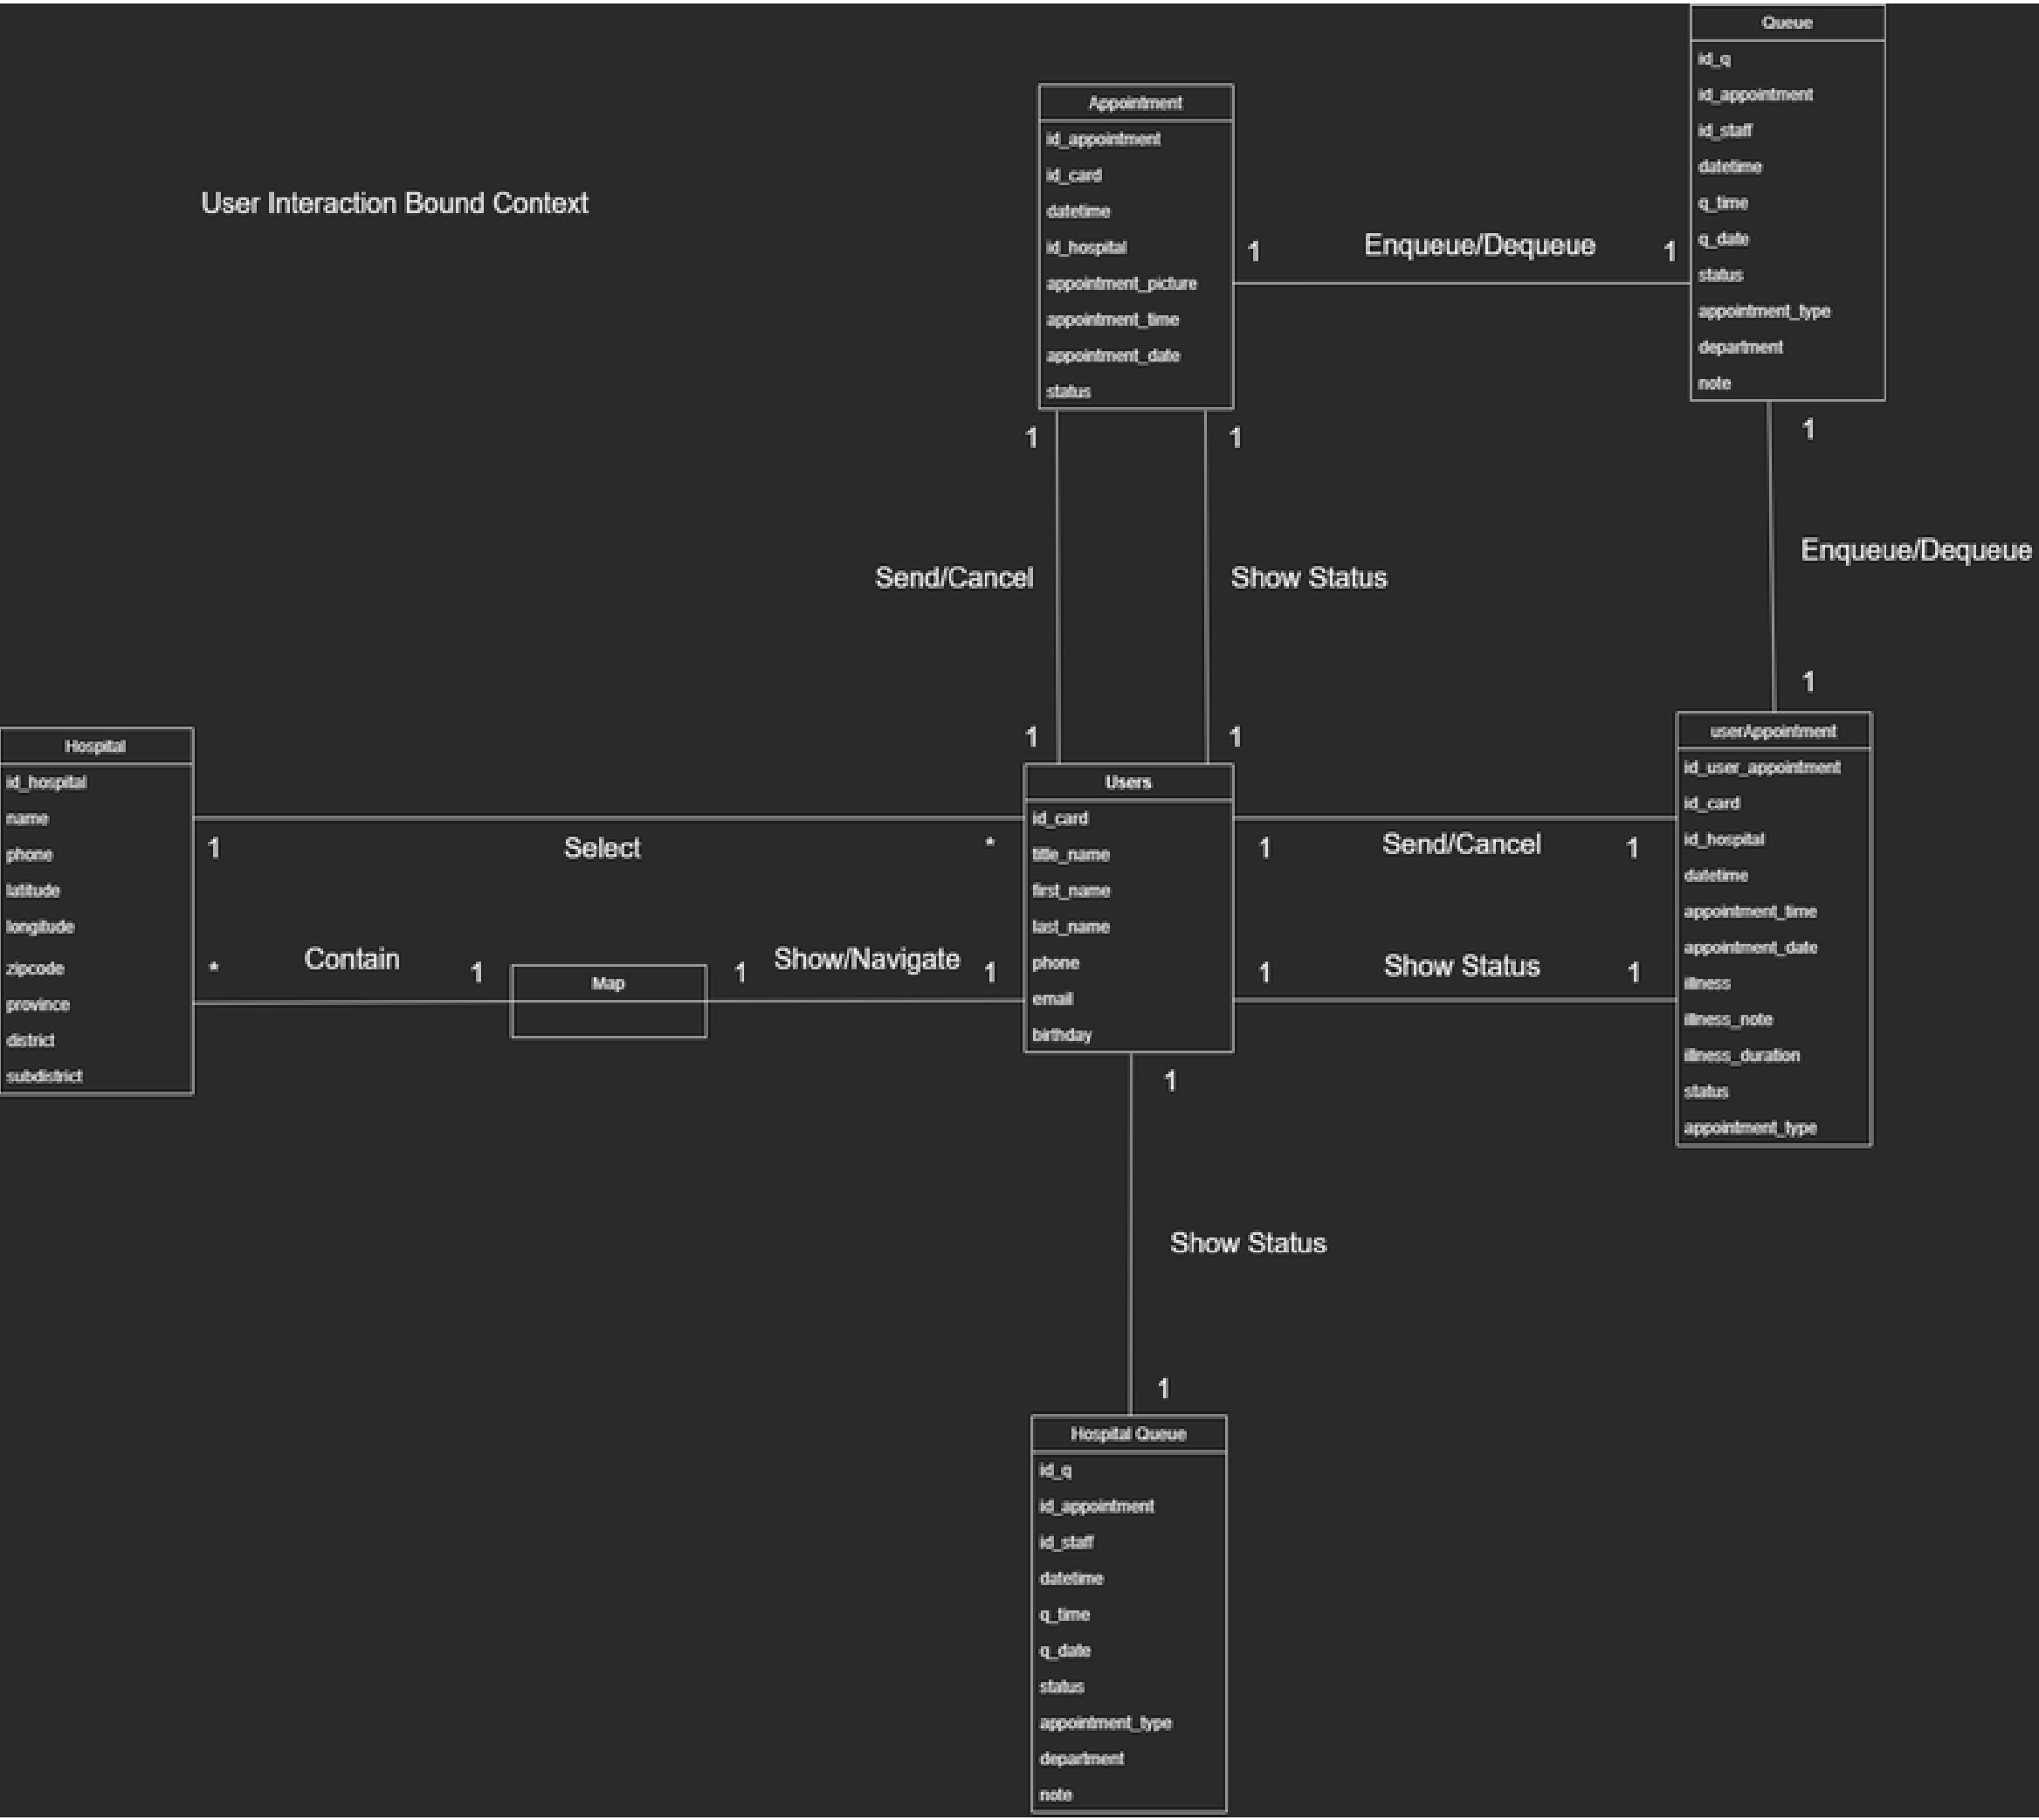 User Interaction Bound Context
Queue
id_q
id_appointment
id_staff
datetime
q_time
q_date
status
appointment_type
department
note
Appointment
id_appointment
id_card
datetime
id_hospital
appointment_picture
appointment_time
appointment_date
status
1
Enqueue/Dequeue
1
1
1
1
Send/Cancel
Show Status
Enqueue/Dequeue
1
1
1
Hospital
id_hospital
name
phone
latitude
longitude
zipcode
province
district
subdistrict
1
Select
*
*
Contain
1
Map
1
Show/Navigate
1
Users
id_card
title_name
first_name
last_name
phone
email
birthday
1
Send/Cancel
1
1
Show Status
1
userAppointment
id_user_appointment
id_card
id_hospital
datetime
appointment_time
appointment_date
illness
illness_note
illness_duration
status
appointment_type
1
Show Status
1
Hospital Queue
id_q
id_appointment
id_staff
datetime
q_time
q_date
status
appointment_type
department
note